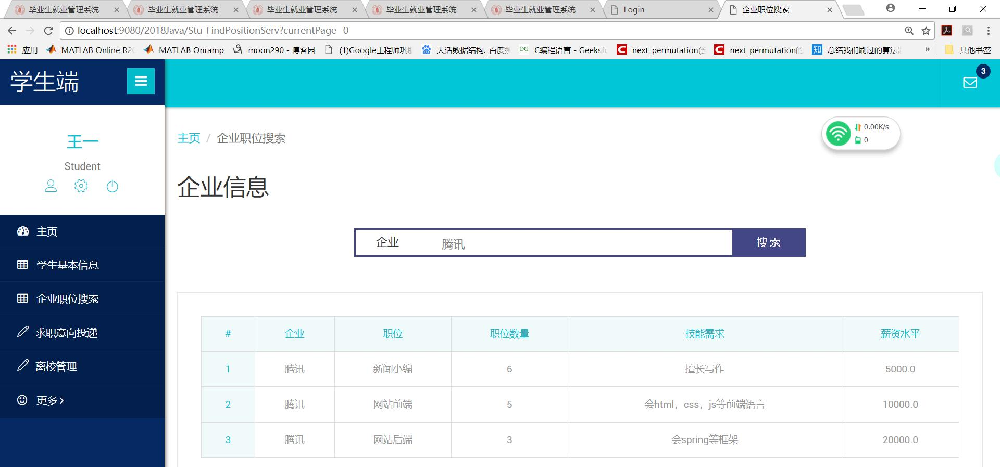 毕业生就业管理系统 毕业生就业管理系统 毕业生就业管理系统 毕业生就业管理系统 毕业生就业管理系统 Login 企业职位搜索
localhost:9080/2018Java/Stu_FindPositionServ?currentPage=0
应用 MATLAB Online R20 MATLAB Onramp moon290 - 博客园 (1)Google工程师巩朋 大话数据结构._百度搜 C编程语言 - Geeksfo next_permutation(全 next_permutation的 总结我们刷过的算法题 » 其他书签
学生端
3
王一
Student
主页
学生基本信息
企业职位搜索
求职意向投递
离校管理
更多
主页 / 企业职位搜索
0.00K/s
0
企业信息
企业 腾讯 搜索
# 企业 职位 职位数量 技能需求 薪资水平
1 腾讯 新闻小编 6 擅长写作 5000.0
2 腾讯 网站前端 5 会html，css，js等前端语言 10000.0
3 腾讯 网站后端 3 会spring等框架 20000.0